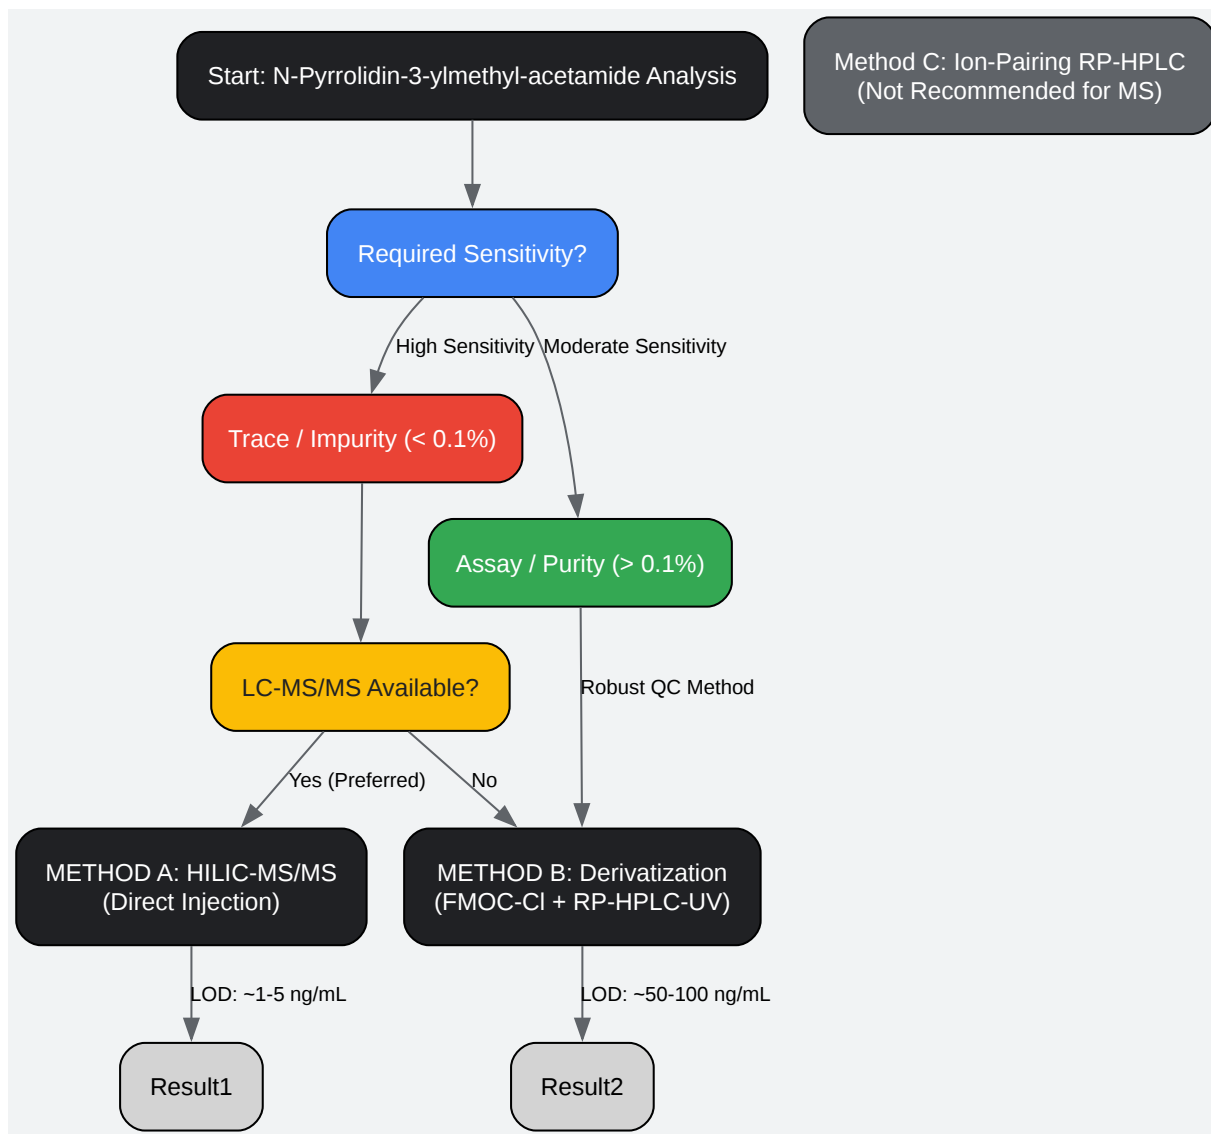 Start: N-Pyrrolidin-3-ylmethyl-acetamide Analysis
Method C: Ion-Pairing RP-HPLC
(Not Recommended for MS)
Required Sensitivity?
High Sensitivity
Moderate Sensitivity
Trace / Impurity (< 0.1%)
Assay / Purity (> 0.1%)
LC-MS/MS Available?
Robust QC Method
Yes (Preferred)
No
METHOD A: HILIC-MS/MS
(Direct Injection)
METHOD B: Derivatization
(FMOC-Cl + RP-HPLC-UV)
LOD: ~1-5 ng/mL
LOD: ~50-100 ng/mL
Result1
Result2